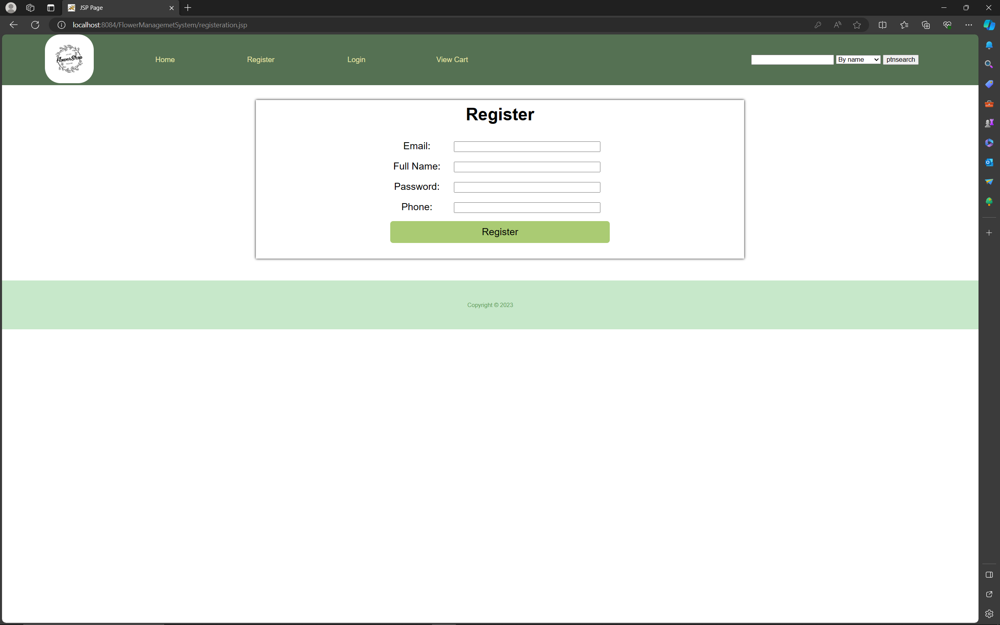 JSP Page
localhost:8084/FlowerManagemetSystem/registeration.jsp
FlowerShop
Home
Register
Login
View Cart
By name
ptnsearch
Register
Email:
Full Name:
Password:
Phone:
Register
Copyright © 2023